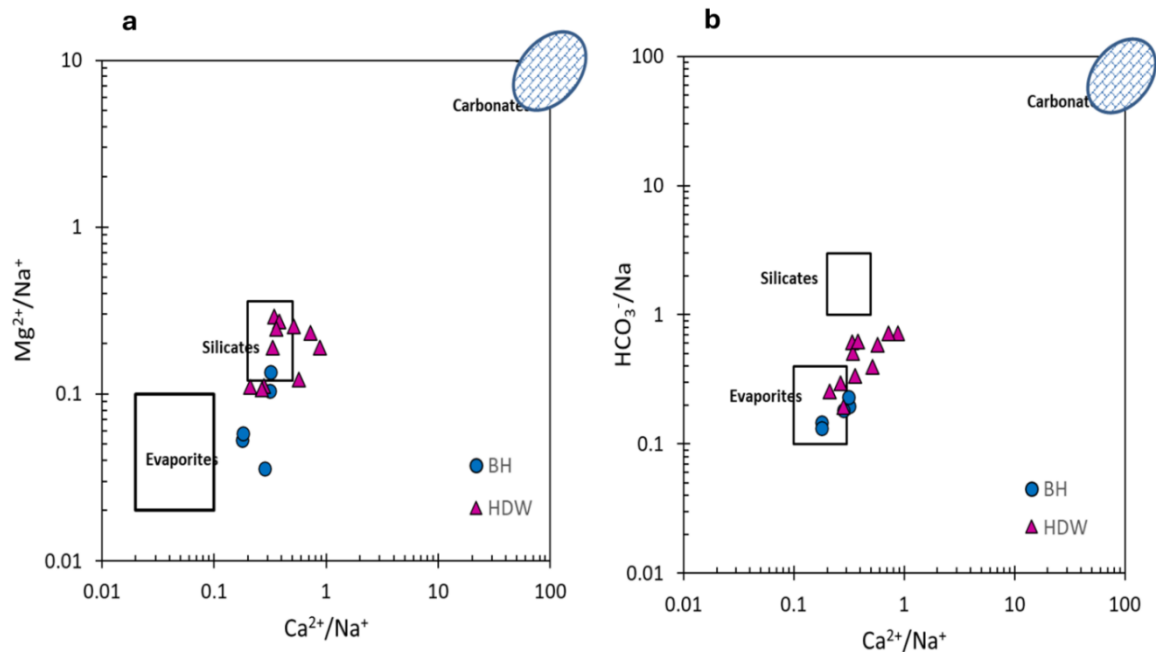 a
10
1
0.1
0.01
Mg²⁺/Na⁺
Carbonate
Silicates
Evaporites
BH
HDW
0.01
0.1
1
10
100
Ca²⁺/Na⁺
b
100
10
1
0.1
0.01
HCO₃⁻/Na
Carbonat
Silicates
Evaporites
BH
HDW
0.01
0.1
1
10
100
Ca²⁺/Na⁺